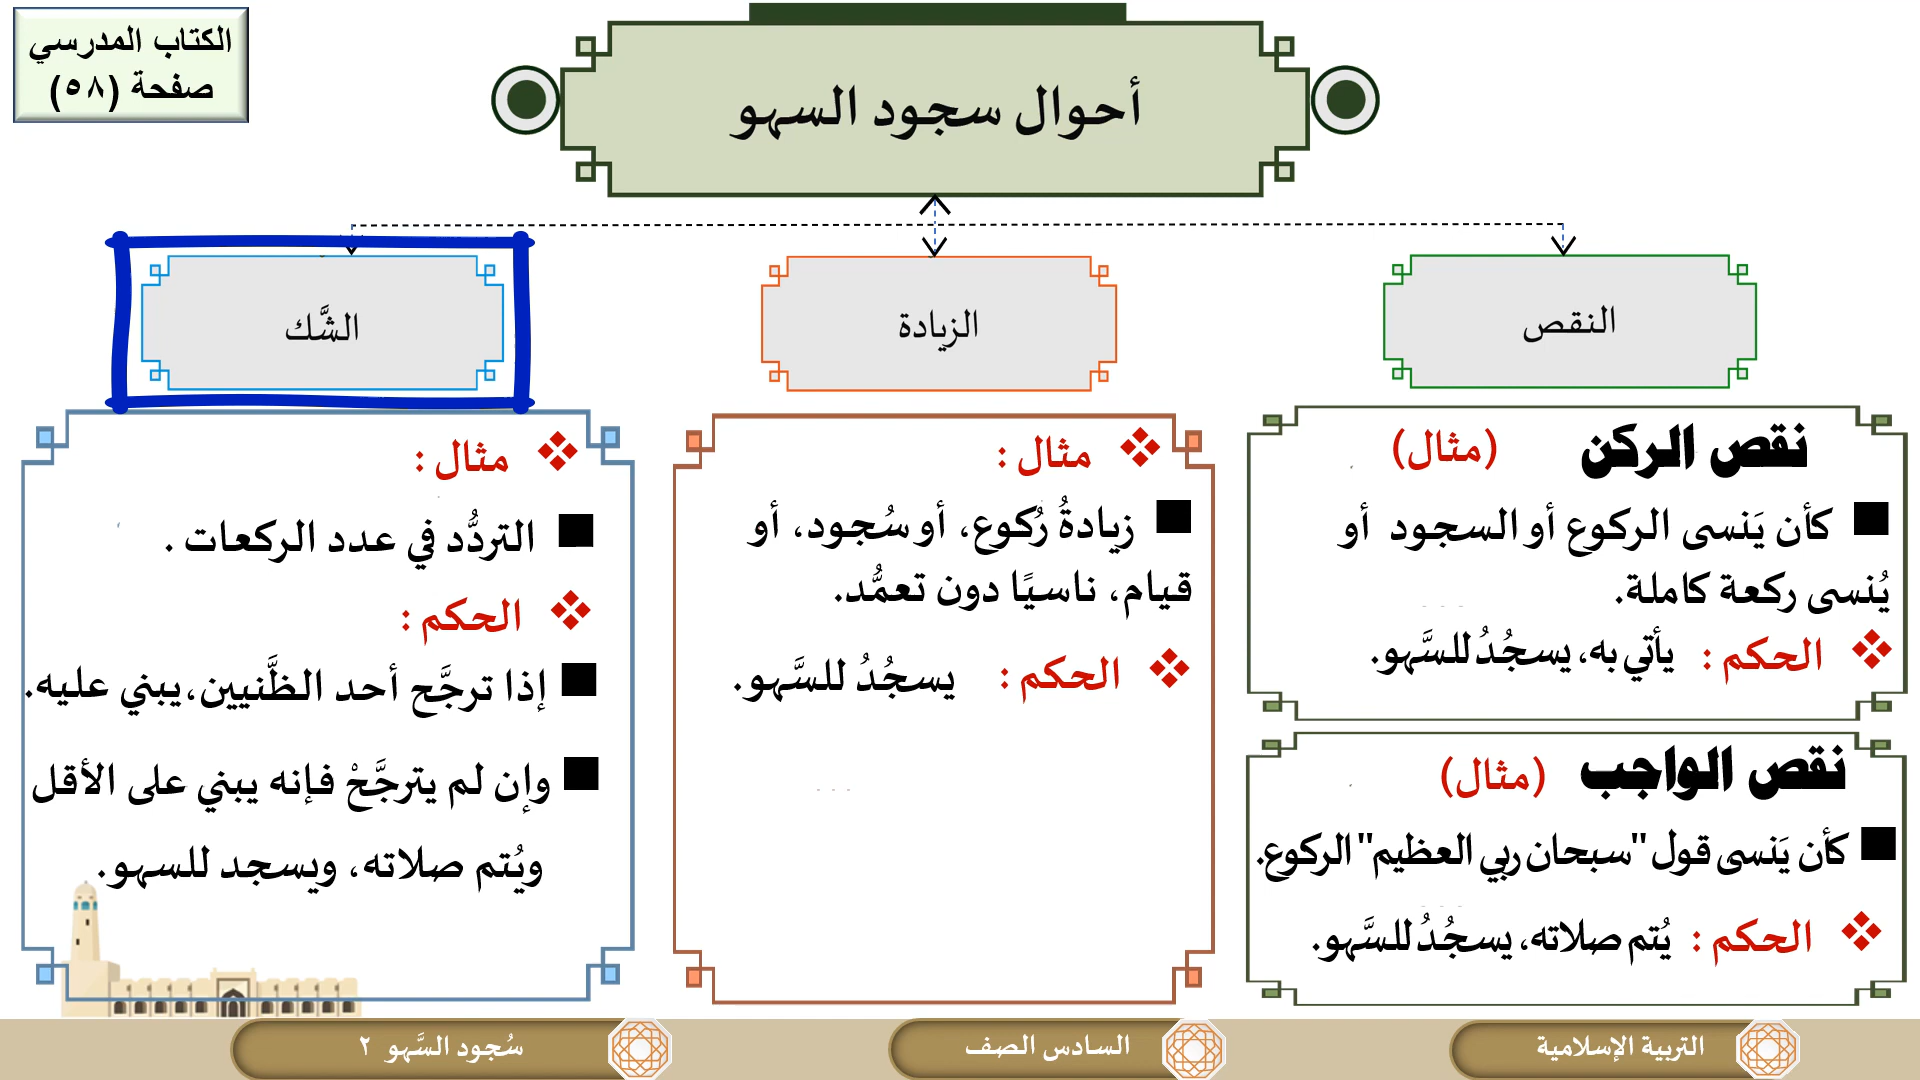 الكتاب المدرسي
صفحة (٥٨)
أحوال سجود السهو
النقص
الزيادة
الشَّك
نقص الركن (مثال)
كأن يَنسى الركوع أو السجود أو
يُنسى ركعة كاملة.
الحكم : يأتي به، يسجُدُ للسَّهو.
نقص الواجب (مثال)
كأن يَنسى قول "سبحان ربي العظيم" الركوع.
الحكم : يُتم صلاته، يسجُدُ للسَّهو.
مثال :
زيادةُ رُكوع، أو سُجود، أو
قيام، ناسيًا دون تعمُّد.
الحكم : يسجُدُ للسَّهو.
مثال :
التردُّد في عدد الركعات .
الحكم :
إذا ترجَّح أحد الظَّنيين،يبني عليه.
وإن لم يترجَّحْ فإنه يبني على الأقل
ويُتم صلاته، ويسجد للسهو.
التربية الإسلامية
السادس الصف
سُجود السَّهو ٢